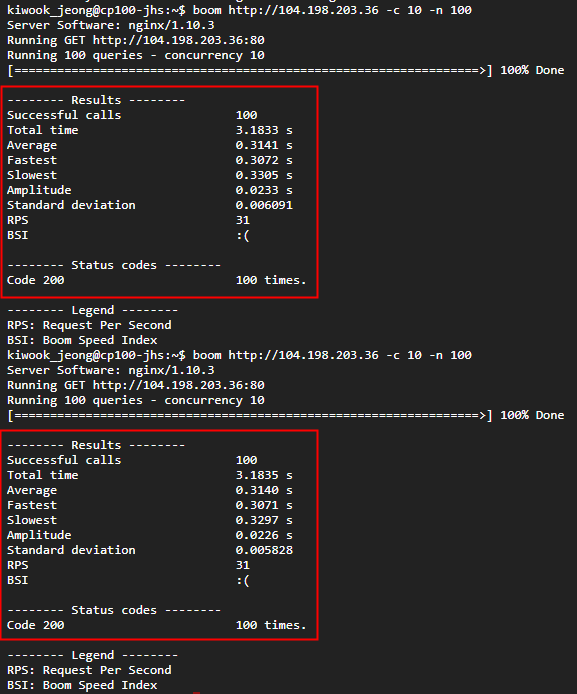 kiwook_jeong@cp100-jhs:~$ boom http://104.198.203.36 -c 10 -n 100
Server Software: nginx/1.10.3
Running GET http://104.198.203.36:80
Running 100 queries - concurrency 10
[================================================================>] 100% Done
-------- Results --------
Successful calls 100
Total time 3.1833 s
Average 0.3141 s
Fastest 0.3072 s
Slowest 0.3305 s
Amplitude 0.0233 s
Standard deviation 0.006091
RPS 31
BSI :(
-------- Status codes --------
Code 200 100 times.
-------- Legend --------
RPS: Request Per Second
BSI: Boom Speed Index
kiwook_jeong@cp100-jhs:~$ boom http://104.198.203.36 -c 10 -n 100
Server Software: nginx/1.10.3
Running GET http://104.198.203.36:80
Running 100 queries - concurrency 10
[================================================================>] 100% Done
-------- Results --------
Successful calls 100
Total time 3.1835 s
Average 0.3140 s
Fastest 0.3071 s
Slowest 0.3297 s
Amplitude 0.0226 s
Standard deviation 0.005828
RPS 31
BSI :(
-------- Status codes --------
Code 200 100 times.
-------- Legend --------
RPS: Request Per Second
BSI: Boom Speed Index